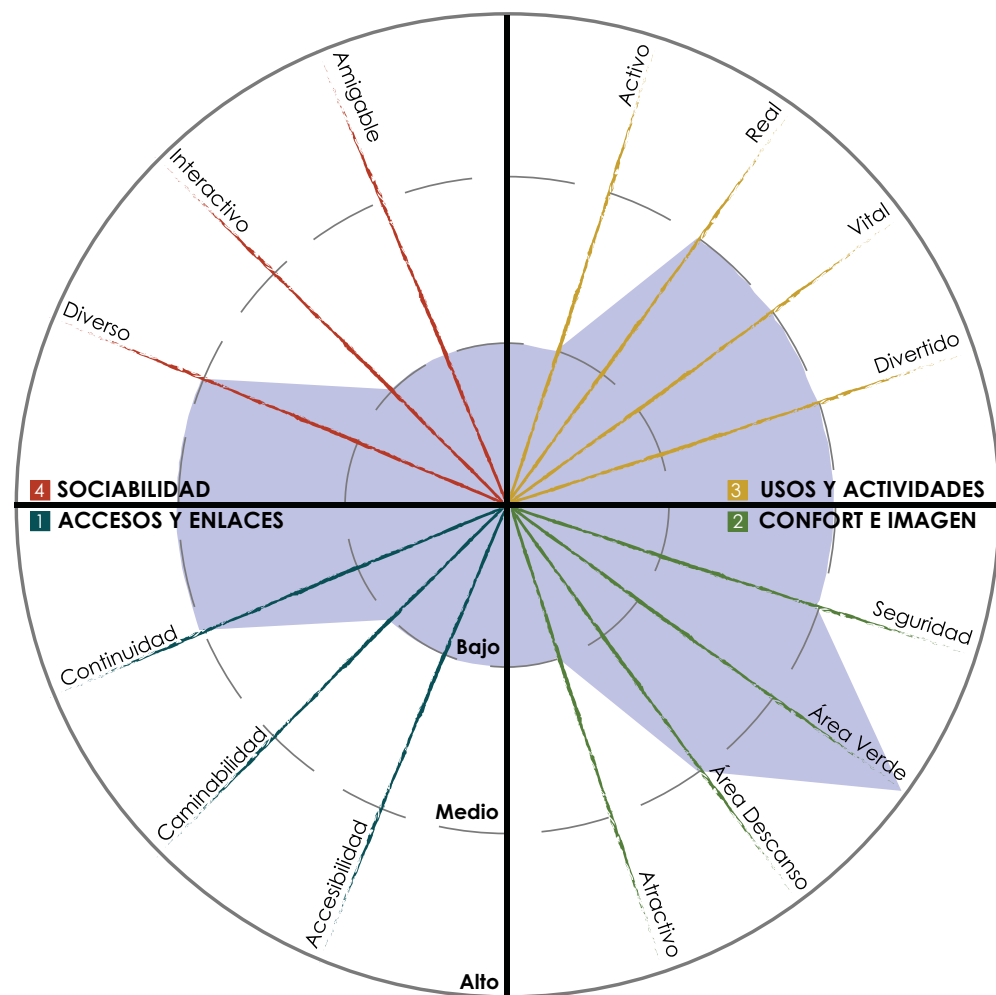 Amigable
Interactivo
Diverso
4 SOCIABILIDAD
Activo
Real
Vital
Divertido
3 USOS Y ACTIVIDADES
1 ACCESOS Y ENLACES
Continuidad
Caminabilidad
Accesibilidad
2 CONFORT E IMAGEN
Seguridad
Área Verde
Área Descanso
Atractivo
Bajo
Medio
Alto